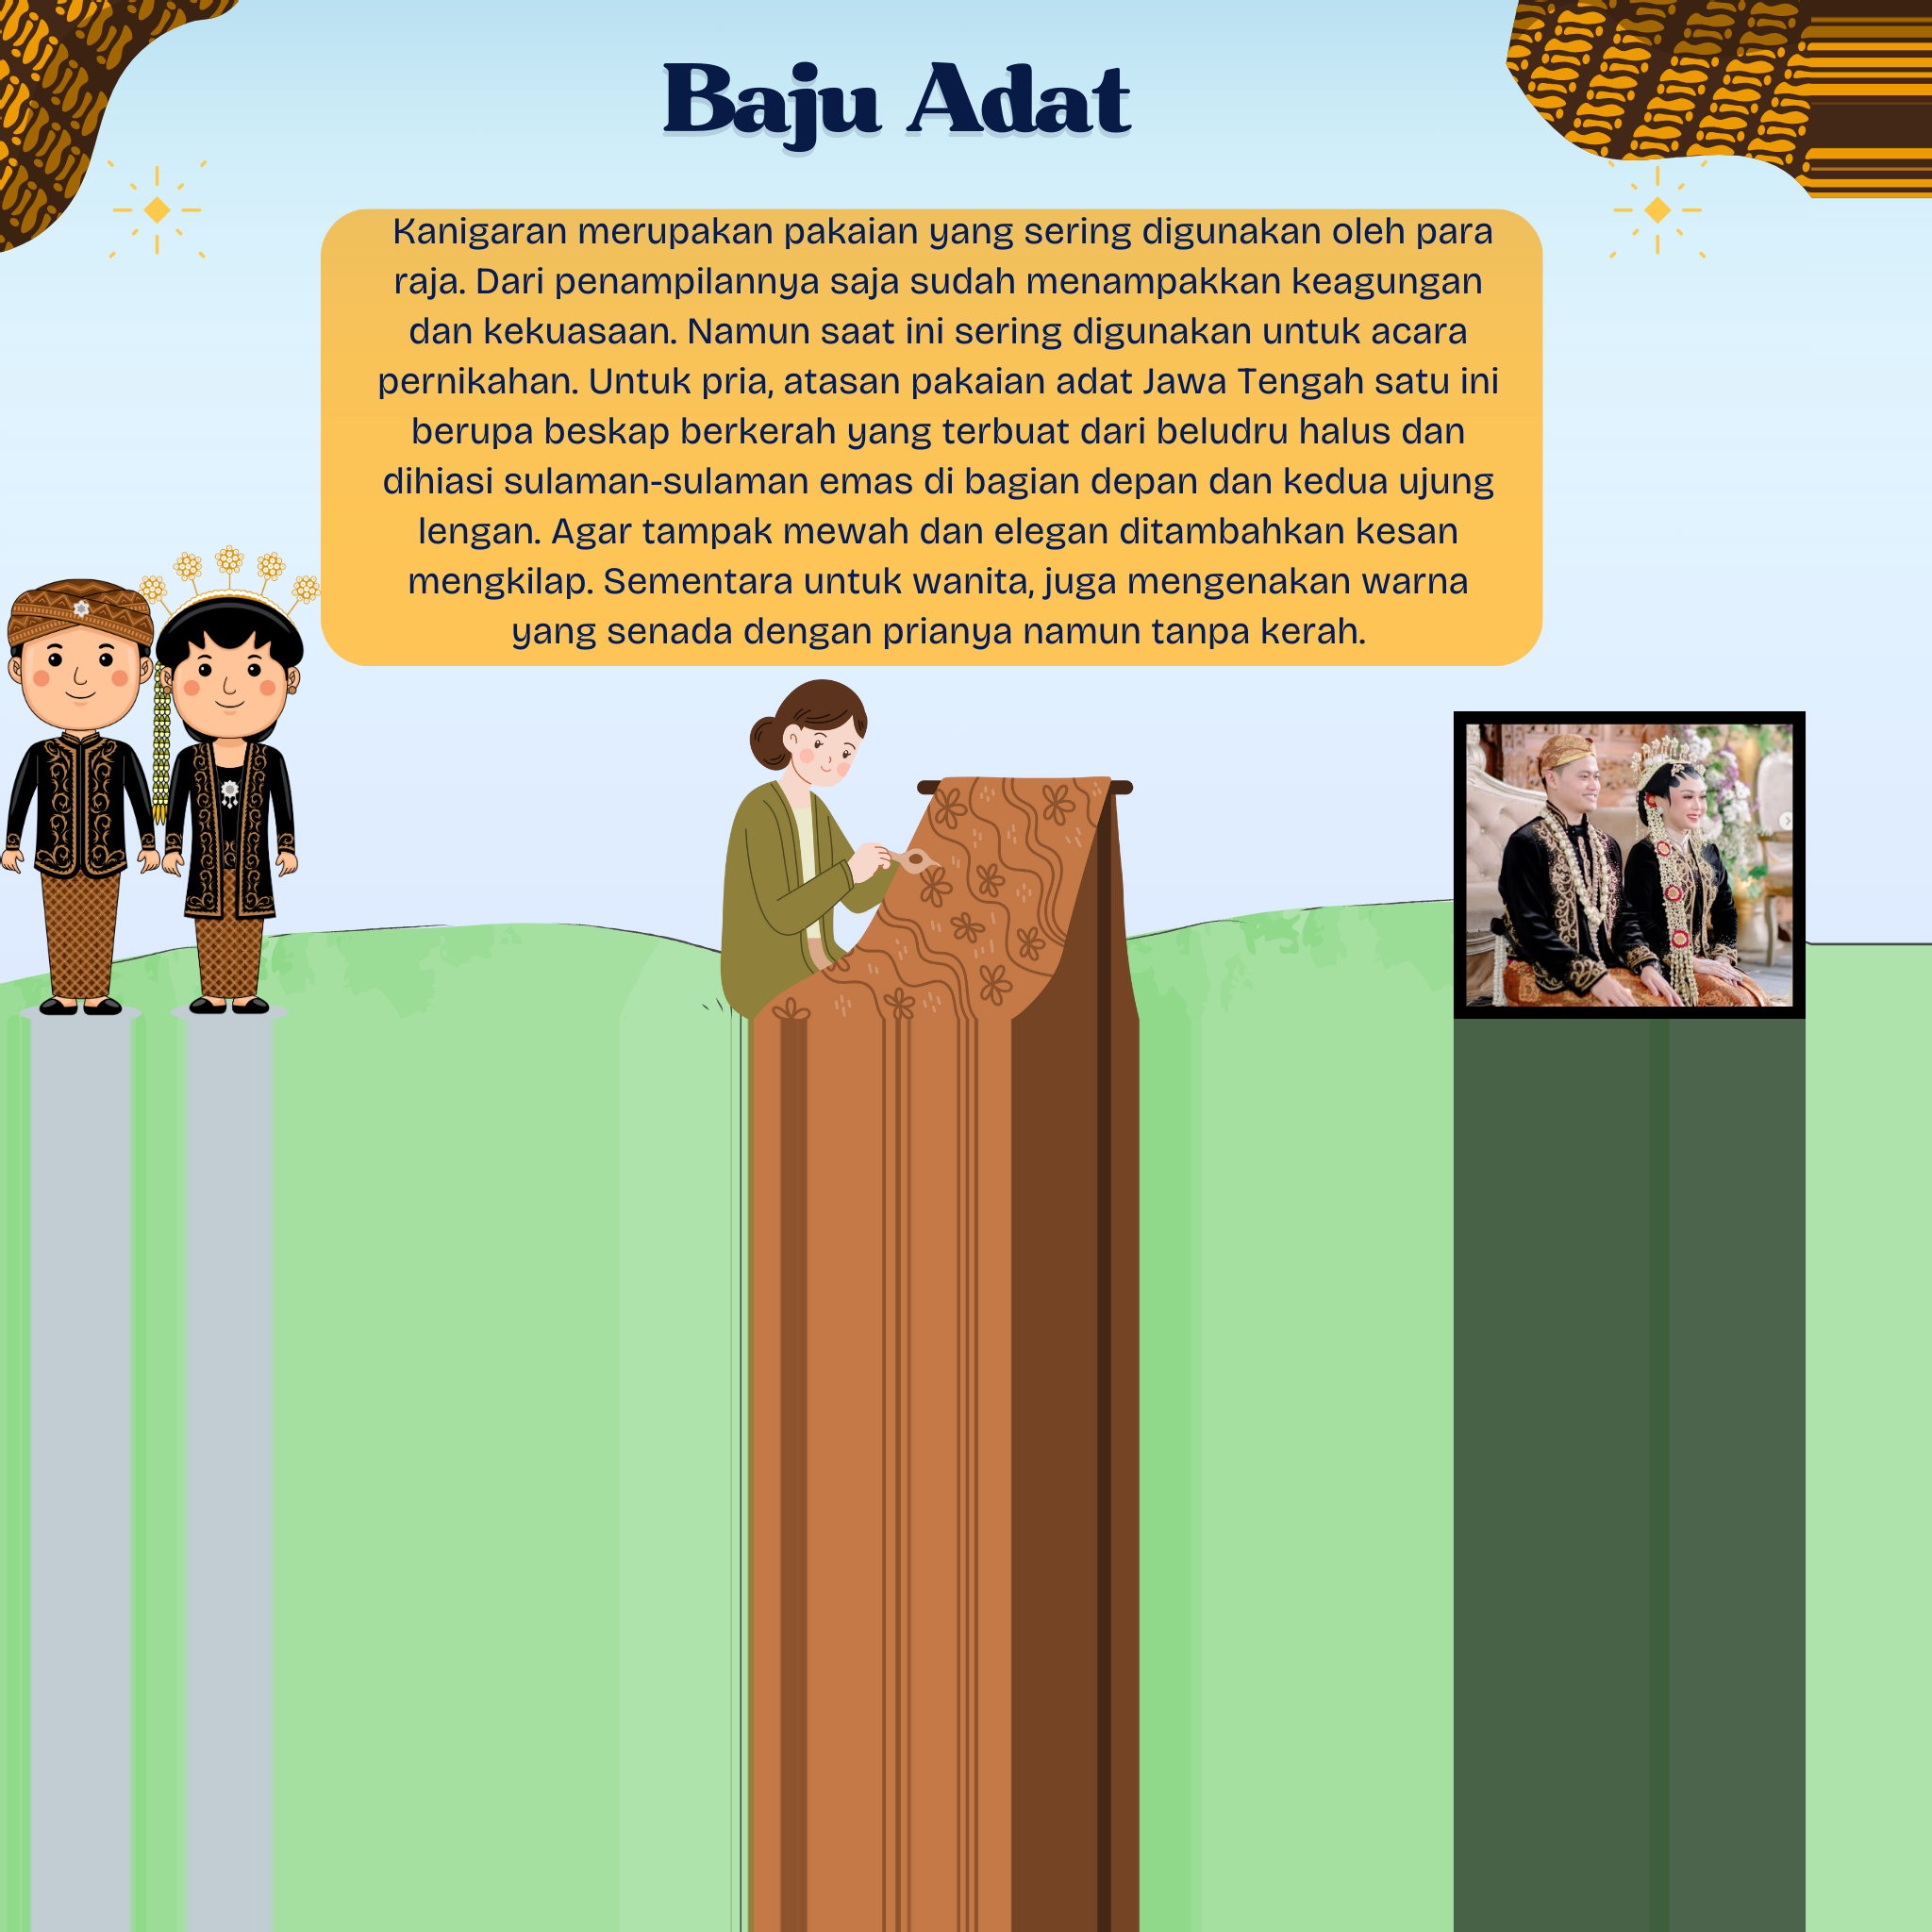 Baju Adat
Kanigaran merupakan pakaian yang sering digunakan oleh para
raja. Dari penampilannya saja sudah menampakkan keagungan
dan kekuasaan. Namun saat ini sering digunakan untuk acara
pernikahan. Untuk pria, atasan pakaian adat Jawa Tengah satu ini
berupa beskap berkerah yang terbuat dari beludru halus dan
dihiasi sulaman-sulaman emas di bagian depan dan kedua ujung
lengan. Agar tampak mewah dan elegan ditambahkan kesan
mengkilap. Sementara untuk wanita, juga mengenakan warna
yang senada dengan prianya namun tanpa kerah.